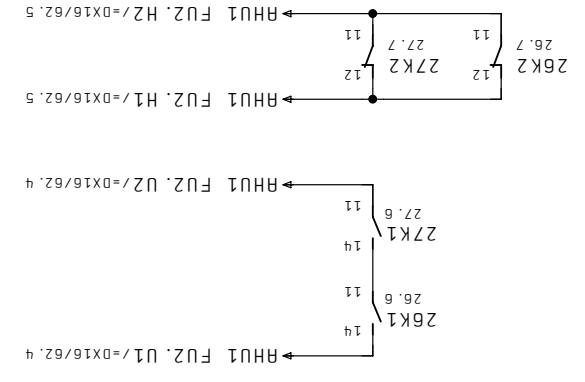 AHU1 FU2. U1 /=DX16/62.4
14
26K1
26.6
11
14
27K1
27.6
11
AHU1 FU2. U2 /=DX16/62.4
AHU1 FU2. H1 /=DX16/62.5
26K2
12
26.7
11
27K2
12
27.7
11
AHU1 FU2. H2 /=DX16/62.5